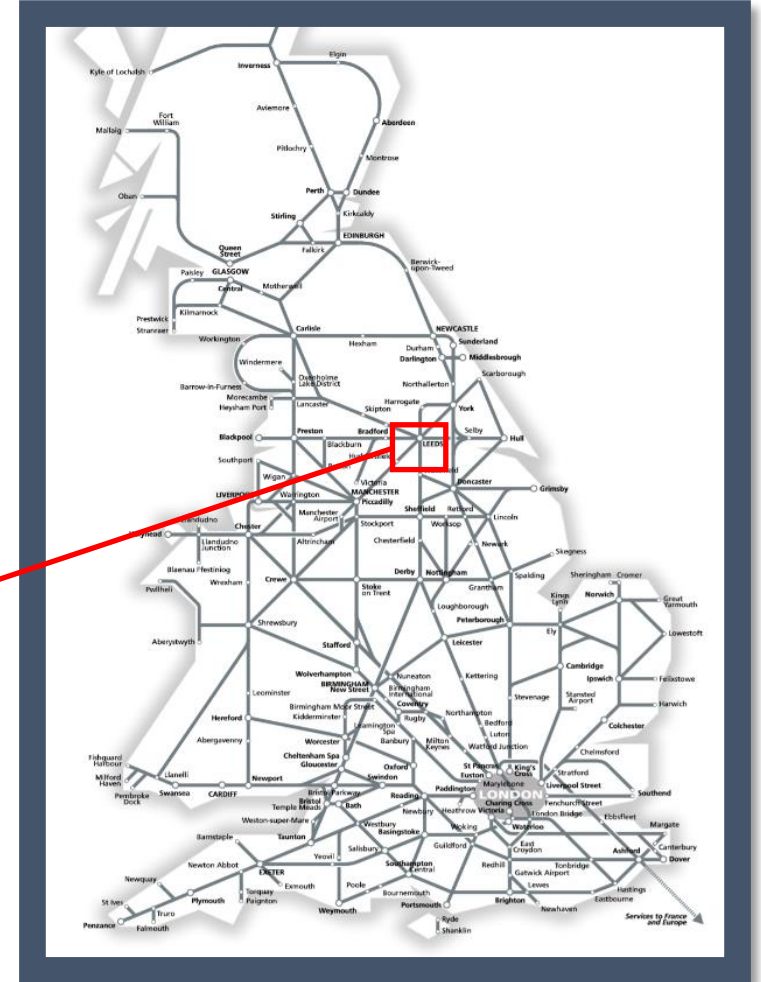 Elgin
Inverness
Kyle of Lochalsh
Aviemore
Fort
William
Mallaig
Aberdeen
Pitlochry
Montrose
Perth
Dundee
Oban
Kirkcaldy
Stirling
EDINBURGH
Queen
Street
Falkirk
Berwick-
upon-Tweed
Paisley
GLASGOW
Central
Motherwell
Kilmarnock
Prestwick
Stranraer
Carlisle
NEWCASTLE
Workington
Hexham
Durham
Sunderland
Darlington
Middlesbrough
Windermere
Scarborough
Oxenholme
Lake District
Barrow-in-Furness
Northallerton
Morecambe
Heysham Port
Lancaster
Harrogate
Skipton
York
Preston
Bradford
Selby
Blackpool
Blackburn
LEEDS
Hull
Southport
Wigan
Victoria
Doncaster
MANCHESTER
Piccadilly
Grimsby
Warrington
Manchester
Airport
Sheffield
Retford
Stockport
Worksop
Lincoln
Chester
Llandudno
Junction
Altrincham
Chesterfield
Newark
Skegness
Blaenau Ffestiniog
Wrexham
Crewe
Stoke
on Trent
Derby
Nottingham
Spalding
Sheringham
Cromer
Pwllheli
Grantham
Kings
Lynn
Norwich
Great
Yarmouth
Loughborough
Shrewsbury
Peterborough
Ely
Lowestoft
Aberystwyth
Stafford
Leicester
Wolverhampton
Cambridge
BIRMINGHAM
New Street
Nuneaton
Kettering
Birmingham
International
Ipswich
Felixstowe
Leominster
Stevenage
Stansted
Airport
Birmingham Moor Street
Coventry
Harwich
Kidderminster
Rugby
Northampton
Hereford
Leamington
Spa
Bedford
Colchester
Abergavenny
Worcester
Banbury
Milton
Keynes
Luton
Watford Junction
Chelmsford
Cheltenham Spa
Gloucester
Oxford
St Pancras
King's
Cross
Euston
Stratford
Fishguard
Harbour
Milford
Haven
Llanelli
Newport
Swindon
Marylebone
Liverpool Street
Pembroke
Dock
Swansea
CARDIFF
Bristol Parkway
Reading
Paddington
LONDON
Southend
Bristol
Temple Meads
Bath
Newbury
Heathrow
Victoria
Charing Cross
Fenchurch Street
London Bridge
Ebbsfleet
Weston-super-Mare
Westbury
Basingstoke
Woking
Waterloo
Margate
Barnstaple
Taunton
Salisbury
Guildford
East
Croydon
Canterbury
Yeovil
Southampton
Central
Redhill
Tonbridge
Ashford
Dover
Newton Abbot
EXETER
Gatwick Airport
Newquay
Exmouth
Poole
Lewes
Hastings
St Ives
Plymouth
Torquay
Paignton
Bournemouth
Portsmouth
Brighton
Newhaven
Eastbourne
Truro
Weymouth
Penzance
Falmouth
Ryde
Shanklin
Services to France
and Europe